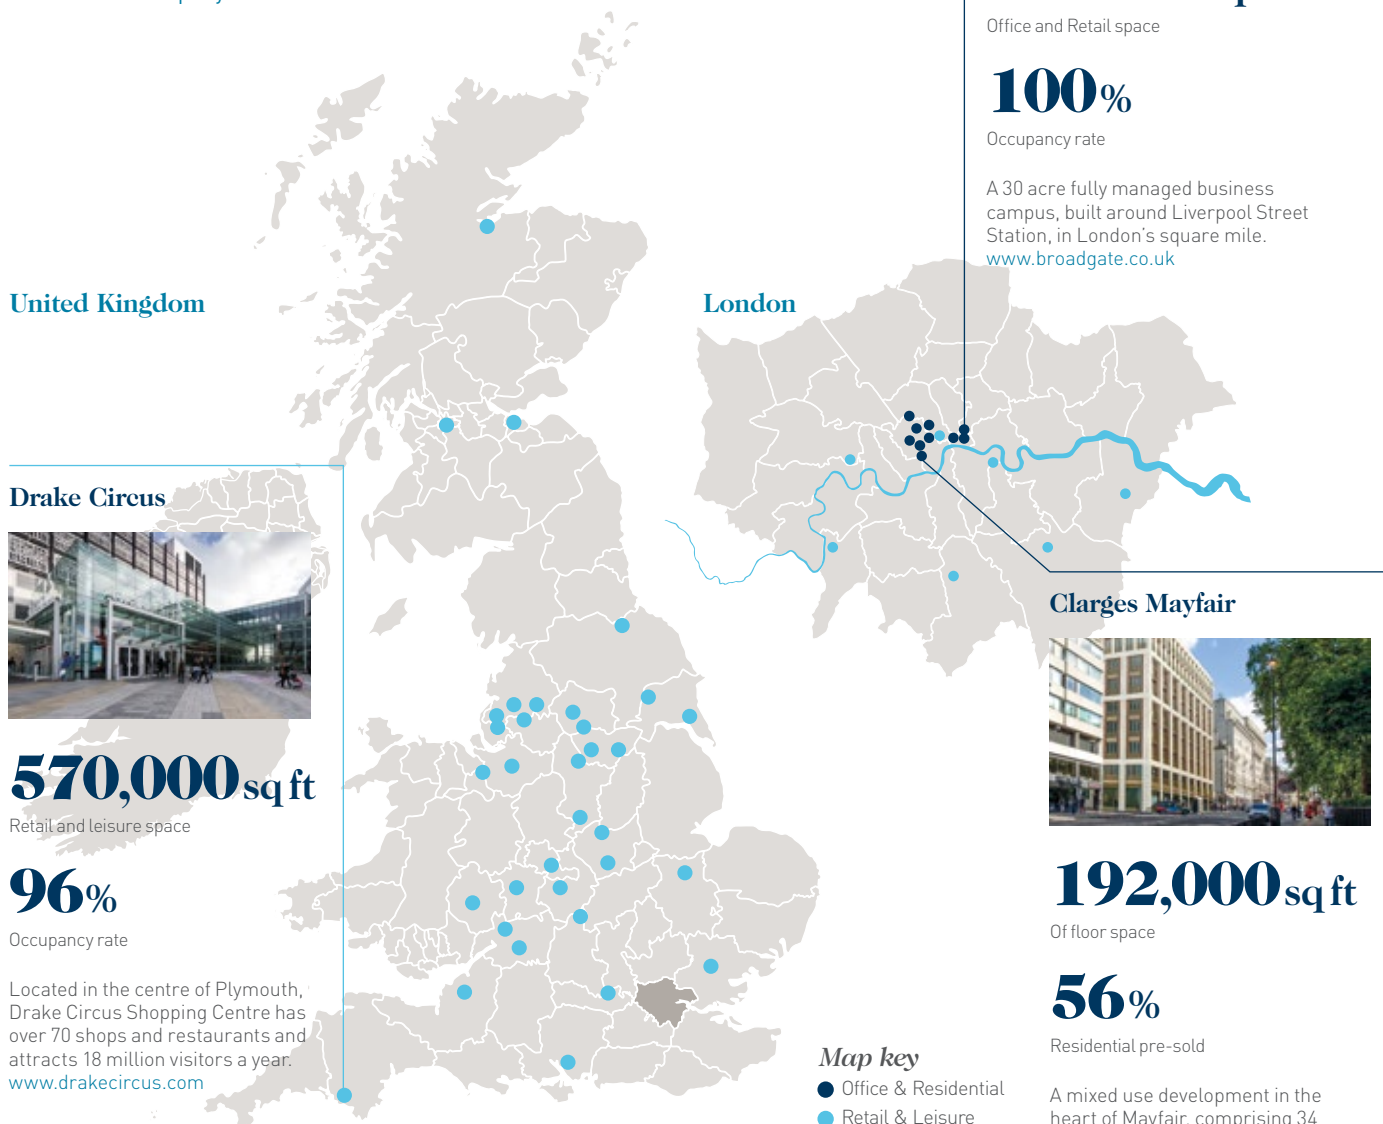 Office and Retail space
100%
Occupancy rate
A 30 acre fully managed business
campus, built around Liverpool Street
Station, in London's square mile.
www.broadgate.co.uk
United Kingdom
London
Drake Circus
570,000 sq ft
Retail and leisure space
96%
Occupancy rate
Located in the centre of Plymouth,
Drake Circus Shopping Centre has
over 70 shops and restaurants and
attracts 18 million visitors a year.
www.drakecircus.com
Clarges Mayfair
192,000 sq ft
Of floor space
56%
Residential pre-sold
A mixed use development in the
heart of Mayfair, comprising 34
Map key
Office & Residential
Retail & Leisure